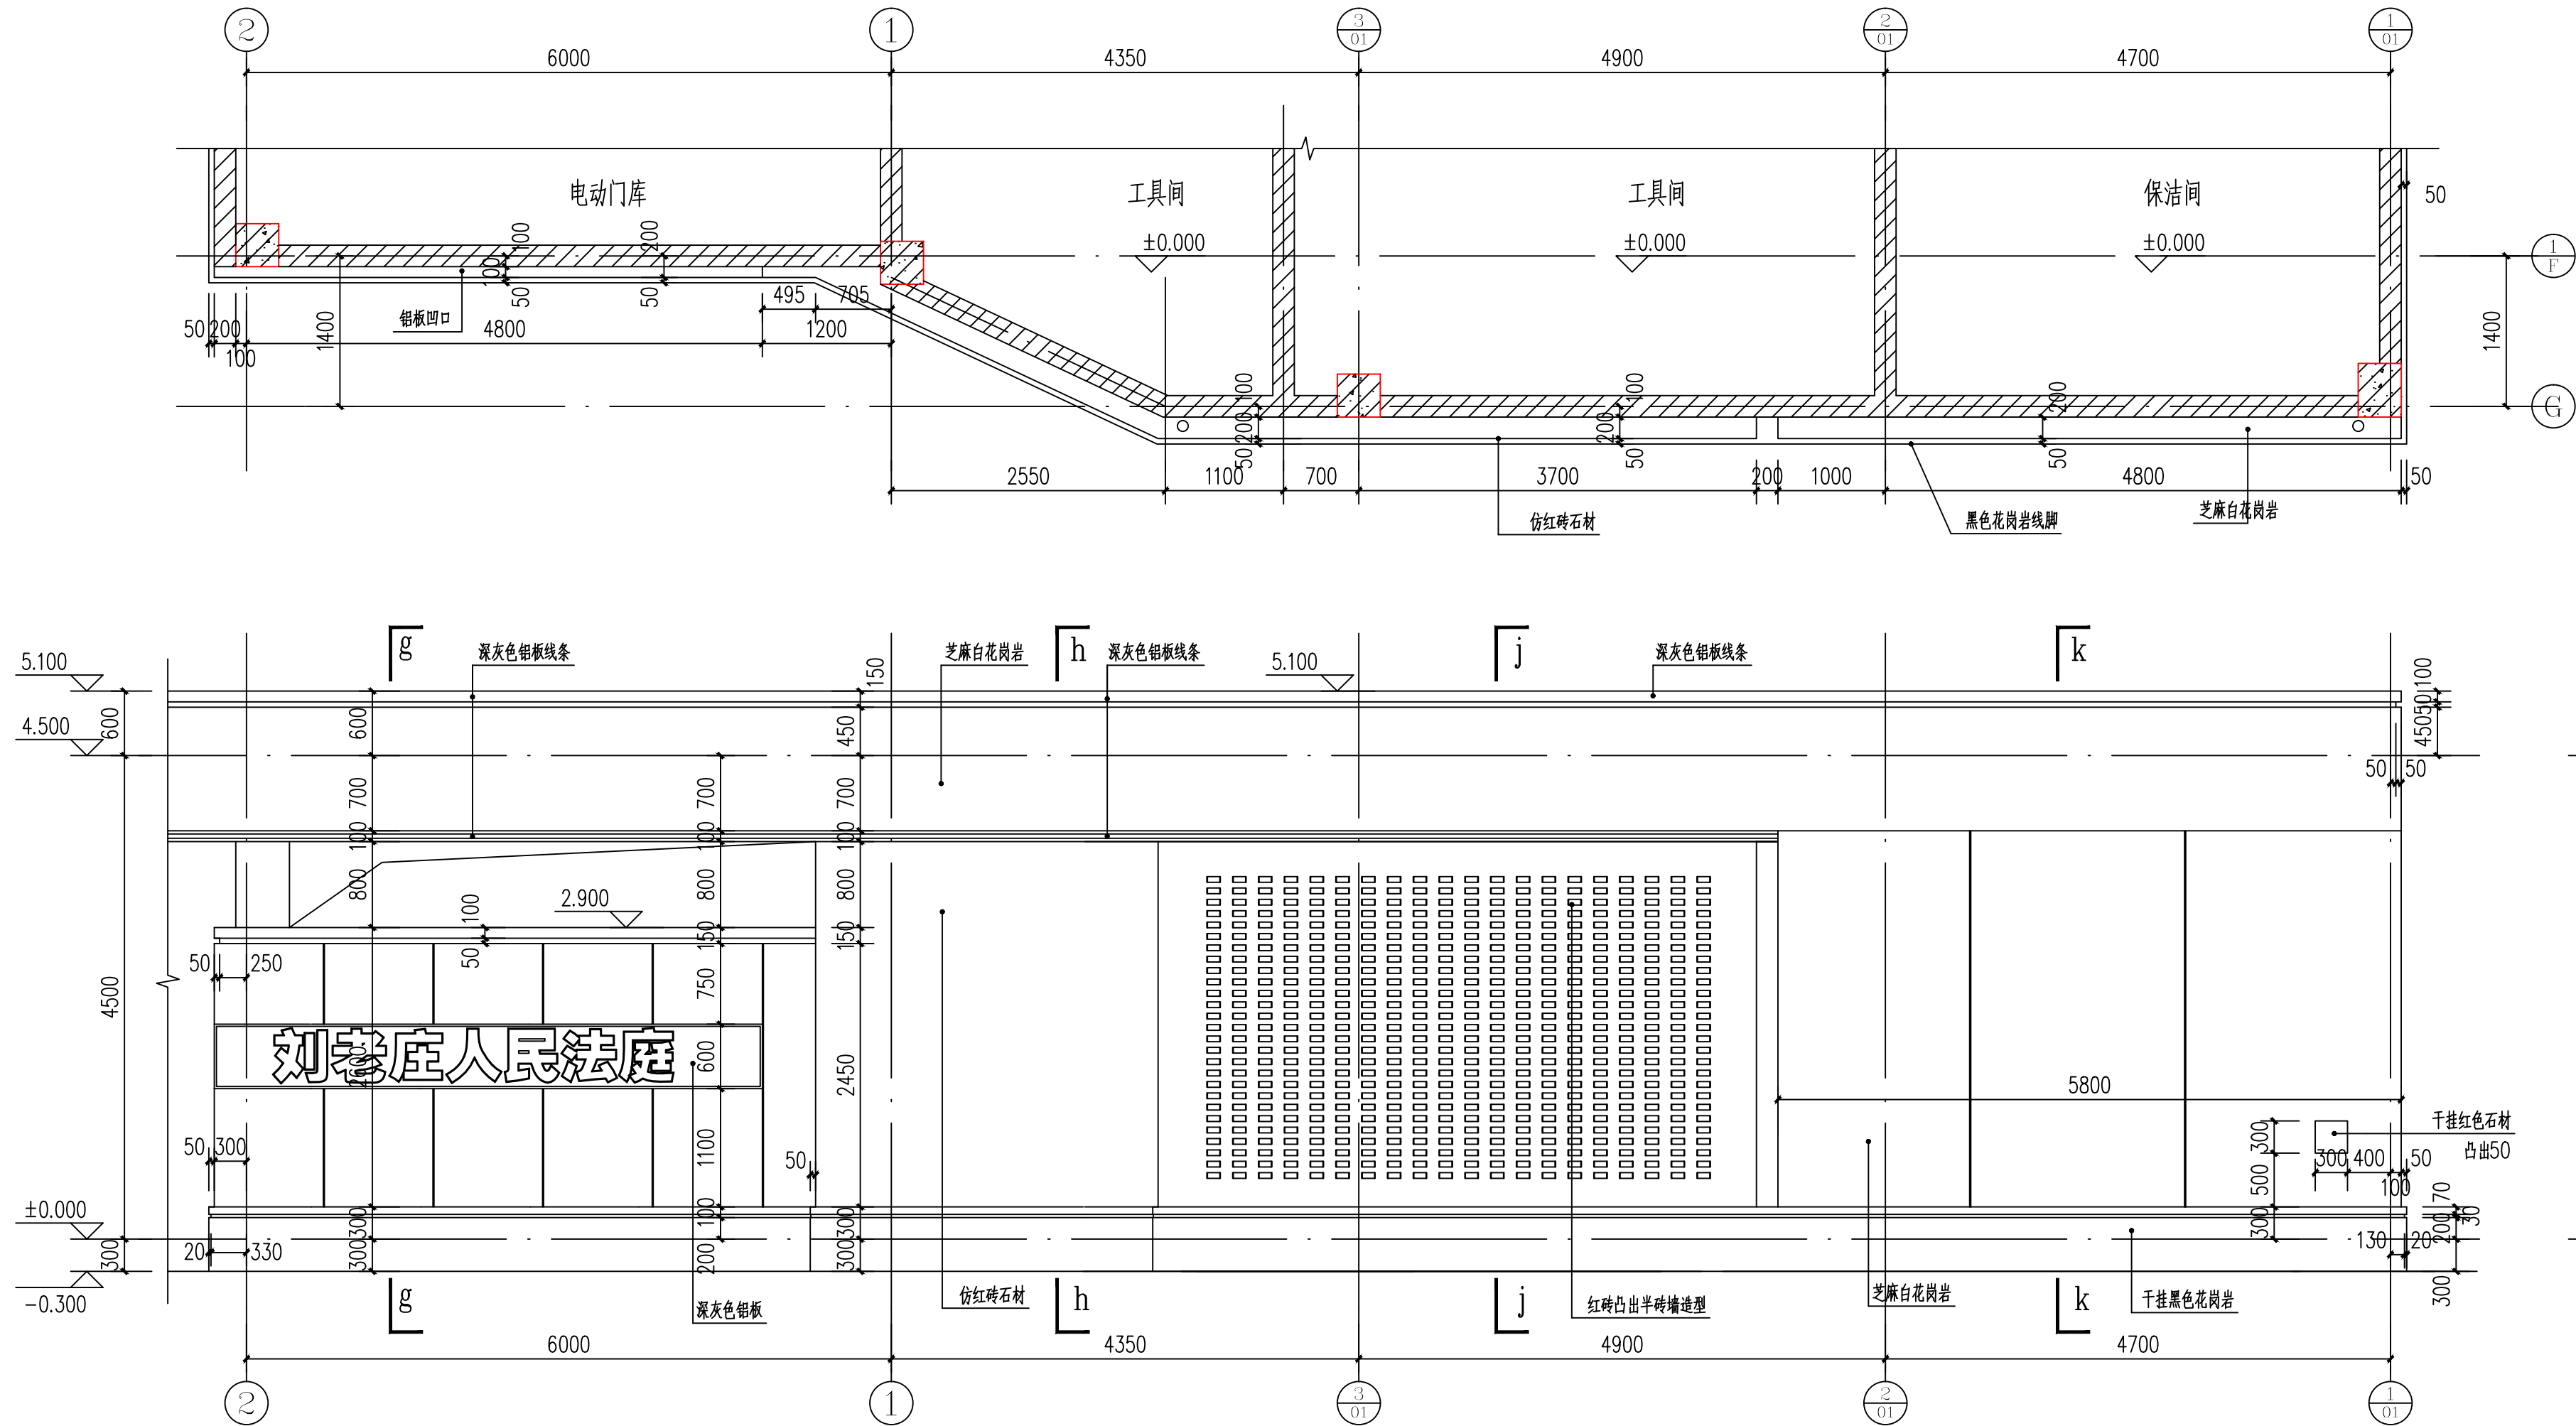 2 1 3/01 2/01 1/01
6000 4350 4900 4700
电动门库 工具间 工具间 保洁间
50
±0.000 ±0.000 ±0.000
1/F
100 200
100
50 50
495 705
铝板凹口
50 200 4800 1200
100
1400
1400
G
100 100 200
200 200
50 50 50
2550 1100 700 3700 200 1000 4800 50
仿红砖石材 黑色花岗岩线脚 芝麻白花岗岩
g h j k
深灰色铝板线条 芝麻白花岗岩 深灰色铝板线条 深灰色铝板线条
5.100 5.100
150
100
600 600 450 50
4.500
450
50 50
700 700 700
100 100 100
800 800 800
2.900
100
150 150
50
50 250
750
4500
刘老庄人民法庭
2600 600 2450
5800
干挂红色石材
凸出50
300
50 300 1100 50
300 400 50
500 100
70
±0.000
300 100 300 300 200 30
20 330
130 20
300 300 200 300 300
-0.300
g h j k
深灰色铝板 仿红砖石材 红砖凸出半砖墙造型 芝麻白花岗岩 干挂黑色花岗岩
6000 4350 4900 4700
2 1 3/01 2/01 1/01